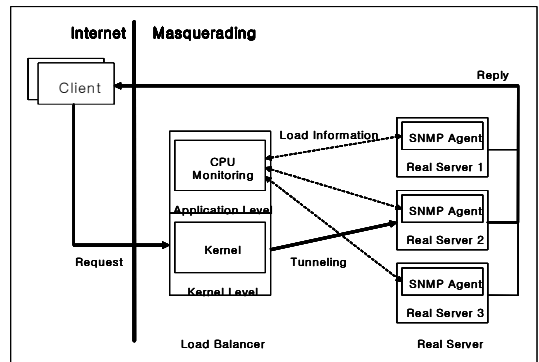 Internet
Masquerading
Reply
Client
Load Information
SNMP Agent
Real Server 1
CPU
Monitoring
Application Level
SNMP Agent
Real Server 2
Kernel
Request
Tunneling
Kernel Level
SNMP Agent
Real Server 3
Load Balancer
Real Server